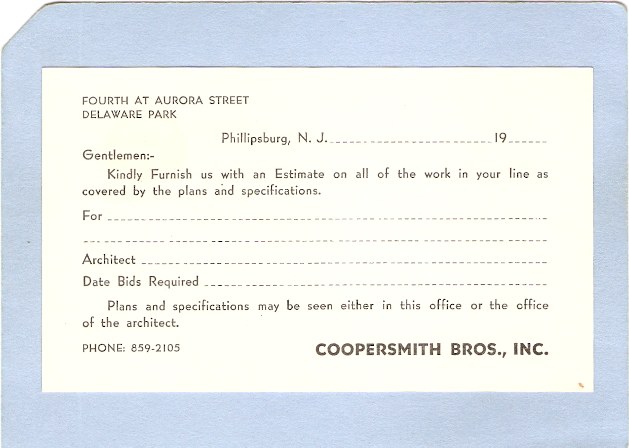 FOURTH AT AURORA STREET
DELAWARE PARK
Phillipsburg, N. J. 19
Gentlemen:-
Kindly Furnish us with an Estimate on all of the work in your line as
covered by the plans and specifications.
For
Architect
Date Bids Required
Plans and specifications may be seen either in this office or the office
of the architect.
PHONE: 859-2105 COOPERSMITH BROS., INC.